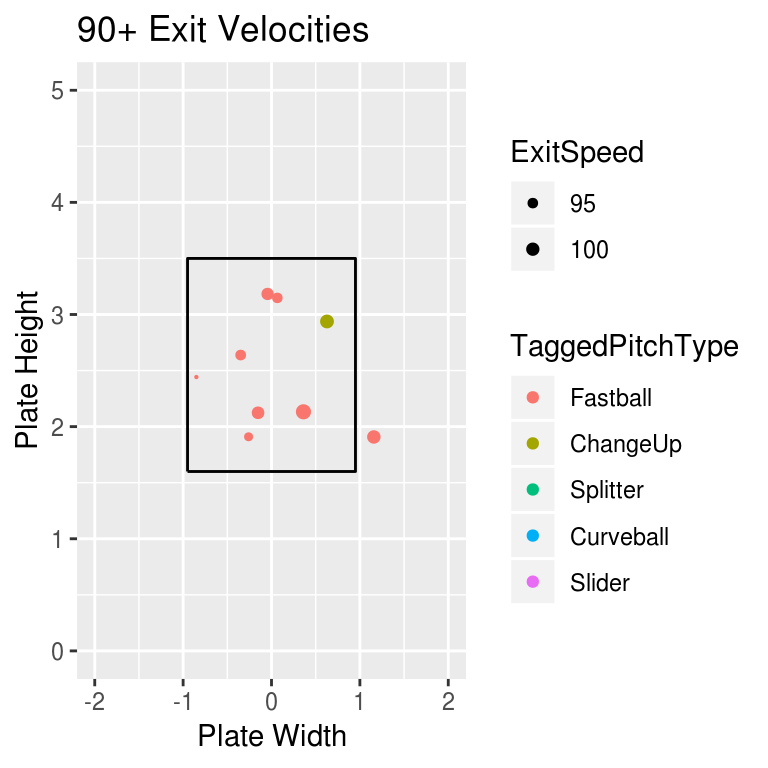 90+ Exit Velocities
5
4
3
2
1
0
Plate Height
-2 -1 0 1 2
Plate Width
ExitSpeed
95
100
TaggedPitchType
Fastball
ChangeUp
Splitter
Curveball
Slider